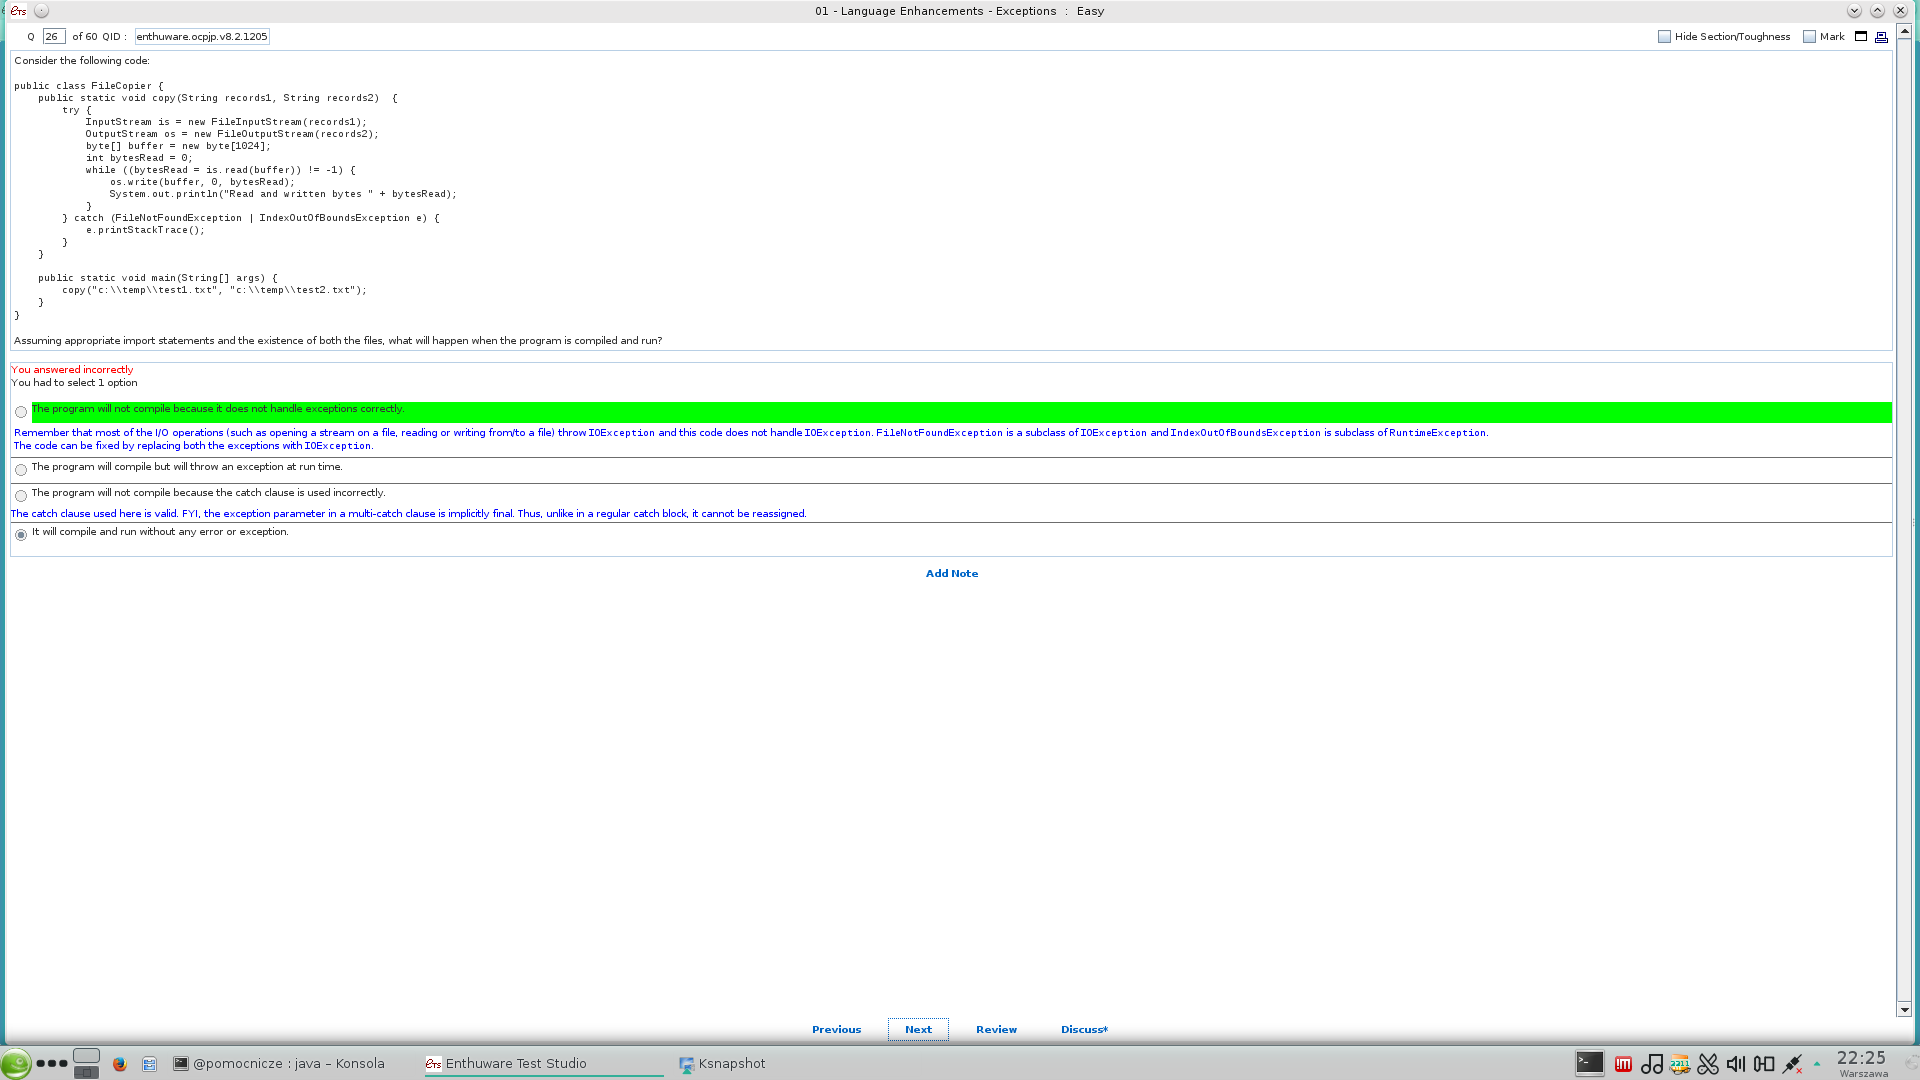 01 - Language Enhancements - Exceptions : Easy
Q 26 of 60 QID : enthuware.ocpjp.v8.2.1205 Hide Section/Toughness Mark
Consider the following code:
public class FileCopier {
    public static void copy(String records1, String records2)  {
        try {
            InputStream is = new FileInputStream(records1);
            OutputStream os = new FileOutputStream(records2);
            byte[] buffer = new byte[1024];
            int bytesRead = 0;
            while ((bytesRead = is.read(buffer)) != -1) {
                os.write(buffer, 0, bytesRead);
                System.out.println("Read and written bytes " + bytesRead);
            }
        } catch (FileNotFoundException | IndexOutOfBoundsException e) {
            e.printStackTrace();
        }
    }
    public static void main(String[] args) {
        copy("c:\\temp\\test1.txt", "c:\\temp\\test2.txt");
    }
}
Assuming appropriate import statements and the existence of both the files, what will happen when the program is compiled and run?
You answered incorrectly
You had to select 1 option
The program will not compile because it does not handle exceptions correctly.
Remember that most of the I/O operations (such as opening a stream on a file, reading or writing from/to a file) throw IOException and this code does not handle IOException. FileNotFoundException is a subclass of IOException and IndexOutOfBoundsException is subclass of RuntimeException.
The code can be fixed by replacing both the exceptions with IOException.
The program will compile but will throw an exception at run time.
The program will not compile because the catch clause is used incorrectly.
The catch clause used here is valid. FYI, the exception parameter in a multi-catch clause is implicitly final. Thus, unlike in a regular catch block, it cannot be reassigned.
It will compile and run without any error or exception.
Add Note
Previous Next Review Discuss*
@pomocnicze : java – Konsola ETS Enthuware Test Studio Ksnapshot 22:25
Warszawa